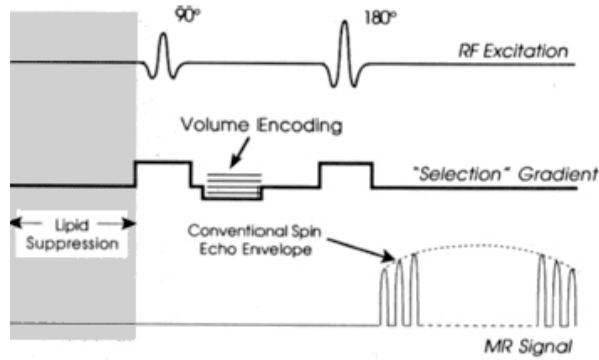 90°
180°
RF Excitation
Volume Encoding
"Selection" Gradient
Lipid
Suppression
Conventional Spin
Echo Envelope
MR Signal